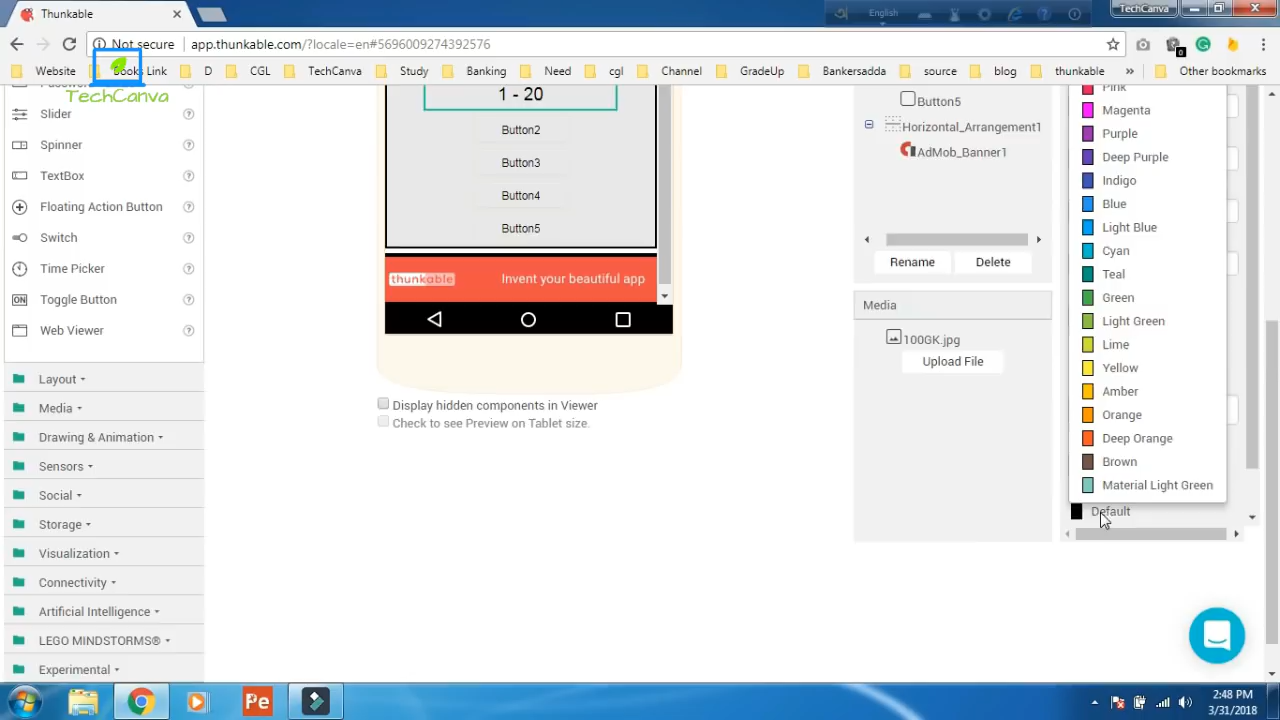 Thunkable
English
TechCanva
Not secure
app.thunkable.com/?locale=en#5696009274392576
0
Website
Books Link
D
CGL
TechCanva
Study
Banking
Need
cgl
Channel
GradeUp
Bankersadda
source
blog
thunkable
»
Other bookmarks
TechCanva
Slider
Spinner
TextBox
Floating Action Button
Switch
Time Picker
ON
Toggle Button
Web Viewer
Layout
Media
Drawing & Animation
Sensors
Social
Storage
Visualization
Connectivity
Artificial Intelligence
LEGO MINDSTORMS®
Experimental
1 - 20
Button2
Button3
Button4
Button5
thunkable
Invent your beautiful app
Display hidden components in Viewer
Check to see Preview on Tablet size.
Button5
Horizontal_Arrangement1
AdMob_Banner1
Rename
Delete
Media
100GK.jpg
Upload File
Pink
Magenta
Purple
Deep Purple
Indigo
Blue
Light Blue
Cyan
Teal
Green
Light Green
Lime
Yellow
Amber
Orange
Deep Orange
Brown
Material Light Green
Default
Pe
2:48 PM
3/31/2018